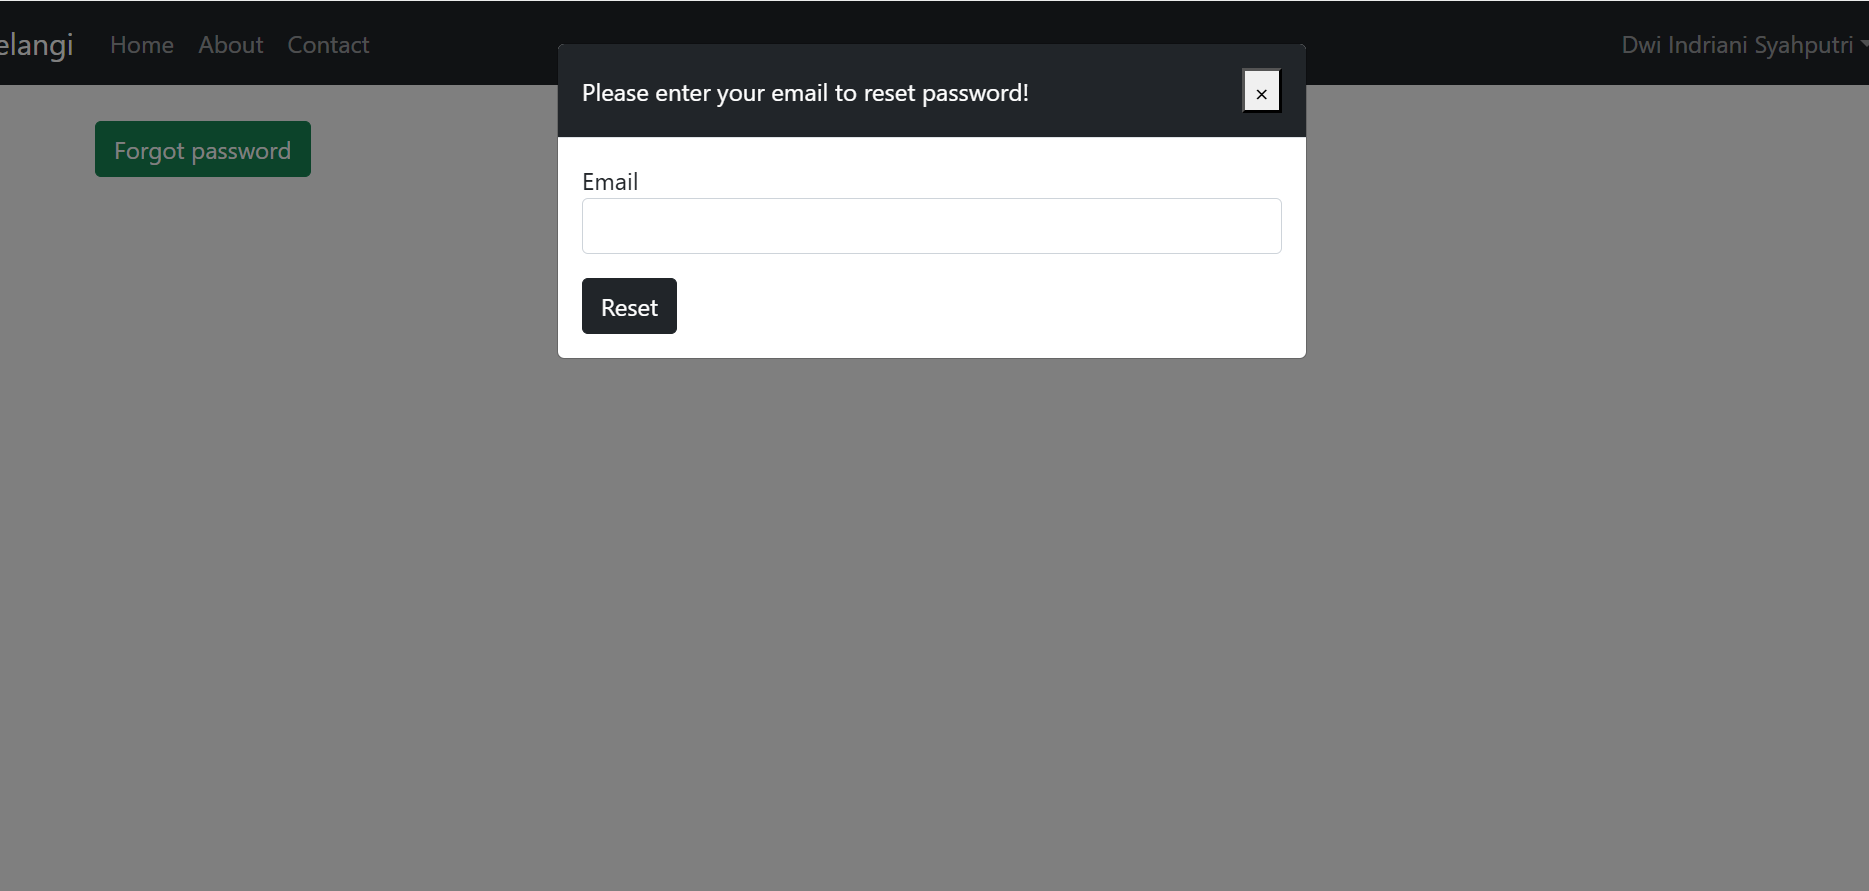 elangi Home About Contact Dwi Indriani Syahputri
Please enter your email to reset password! ×
Forgot password
Email
Reset